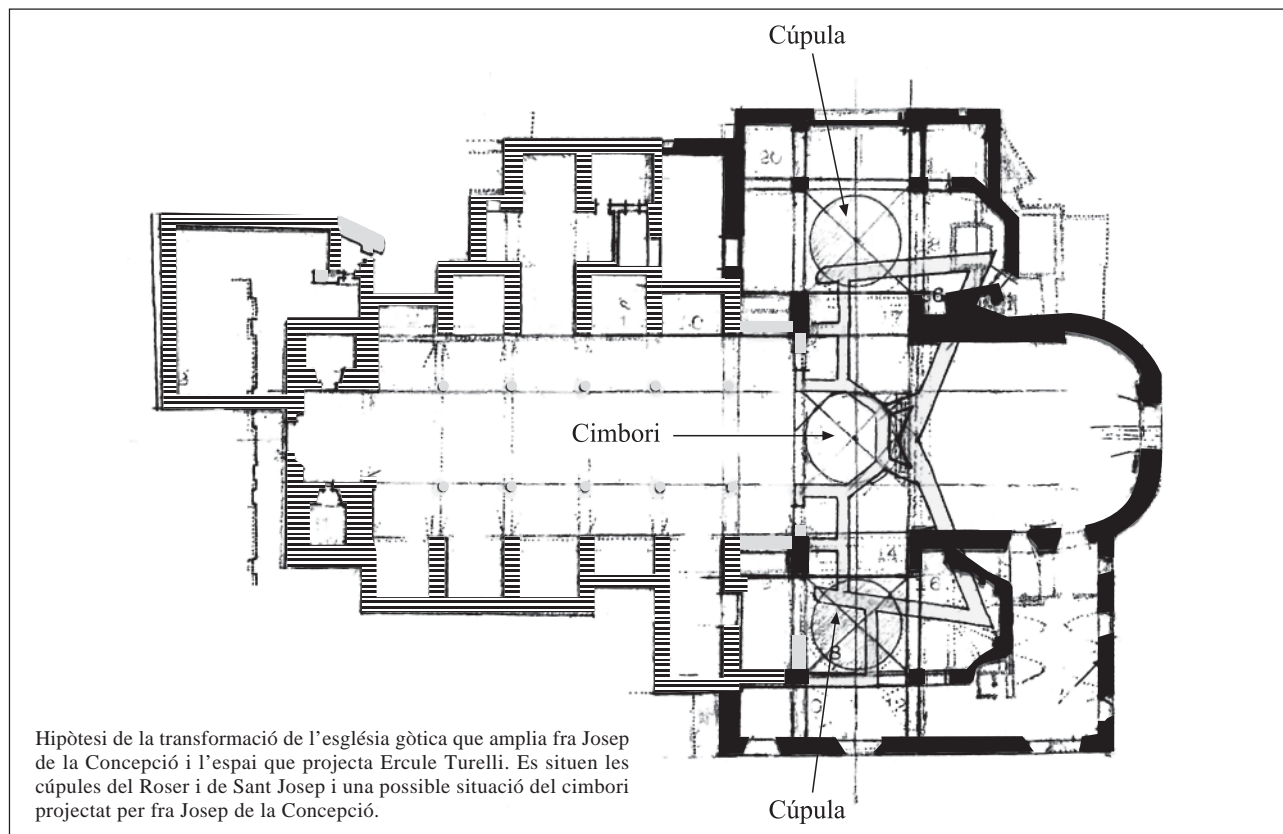 Cúpula
Cimbori
Hipòtesi de la transformació de l’església gòtica que amplia fra Josep
de la Concepció i l’espai que projecta Ercule Turelli. Es situen les
cúpules del Roser i de Sant Josep i una possible situació del cimbori
projectat per fra Josep de la Concepció.
Cúpula